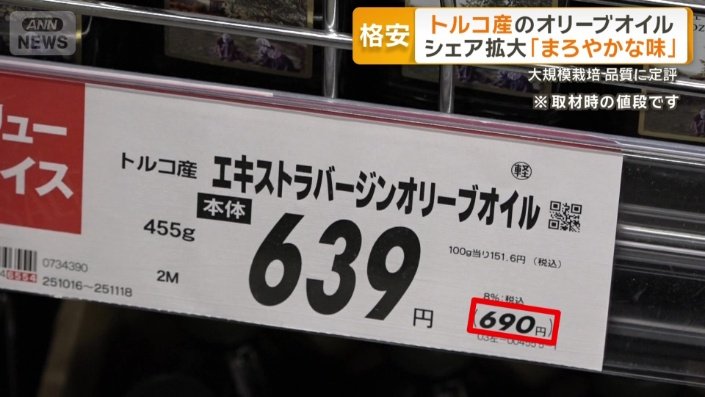 ANN
NEWS
格安
トルコ産のオリーブオイル
シェア拡大「まろやかな味」
大規模栽培 品質に定評
※取材時の値段です
リュー
イス
トルコ産 エキストラバージンオリーブオイル
軽
455g
本体
639円
2M
100g当り151.6円（税込）
8%税込
(690円)
0734390
6554
251016～251118